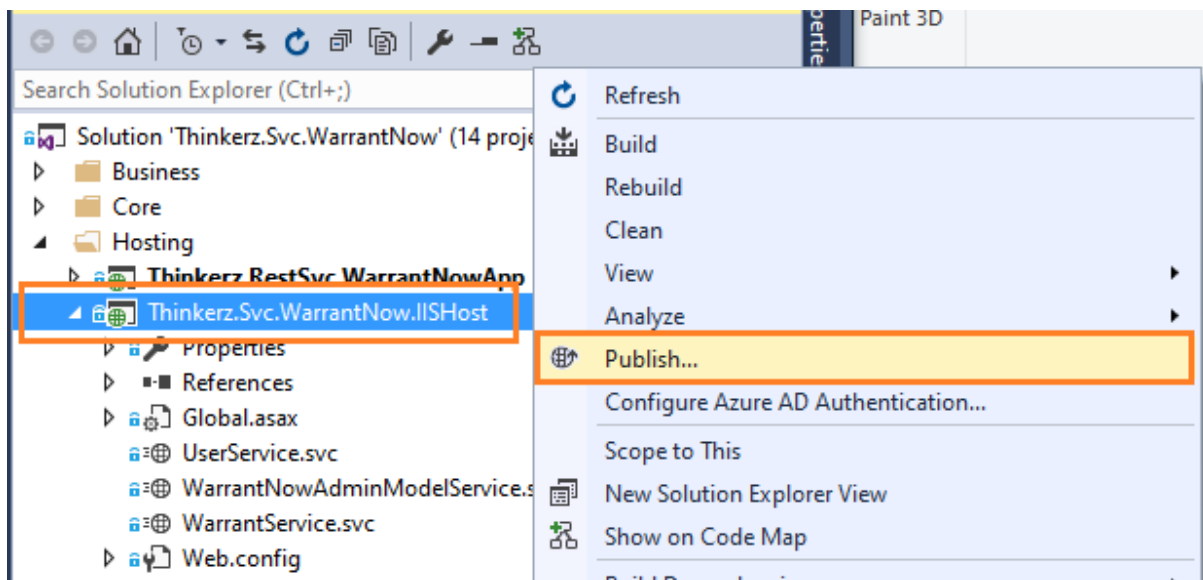 pertie
Paint 3D
Search Solution Explorer (Ctrl+;)
Solution 'Thinkerz.Svc.WarrantNow' (14 proje
Business
Core
Hosting
Thinkerz.RestSvc.WarrantNowApp
Thinkerz.Svc.WarrantNow.IISHost
Properties
References
Global.asax
UserService.svc
WarrantNowAdminModelService.s
WarrantService.svc
Web.config
Refresh
Build
Rebuild
Clean
View
Analyze
Publish...
Configure Azure AD Authentication...
Scope to This
New Solution Explorer View
Show on Code Map